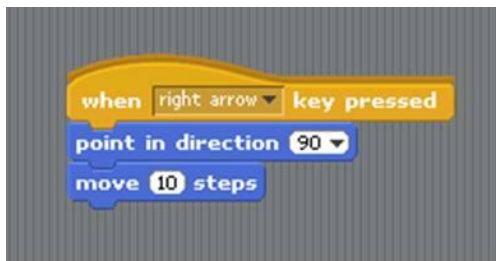 when right arrow key pressed
point in direction 90
move 10 steps